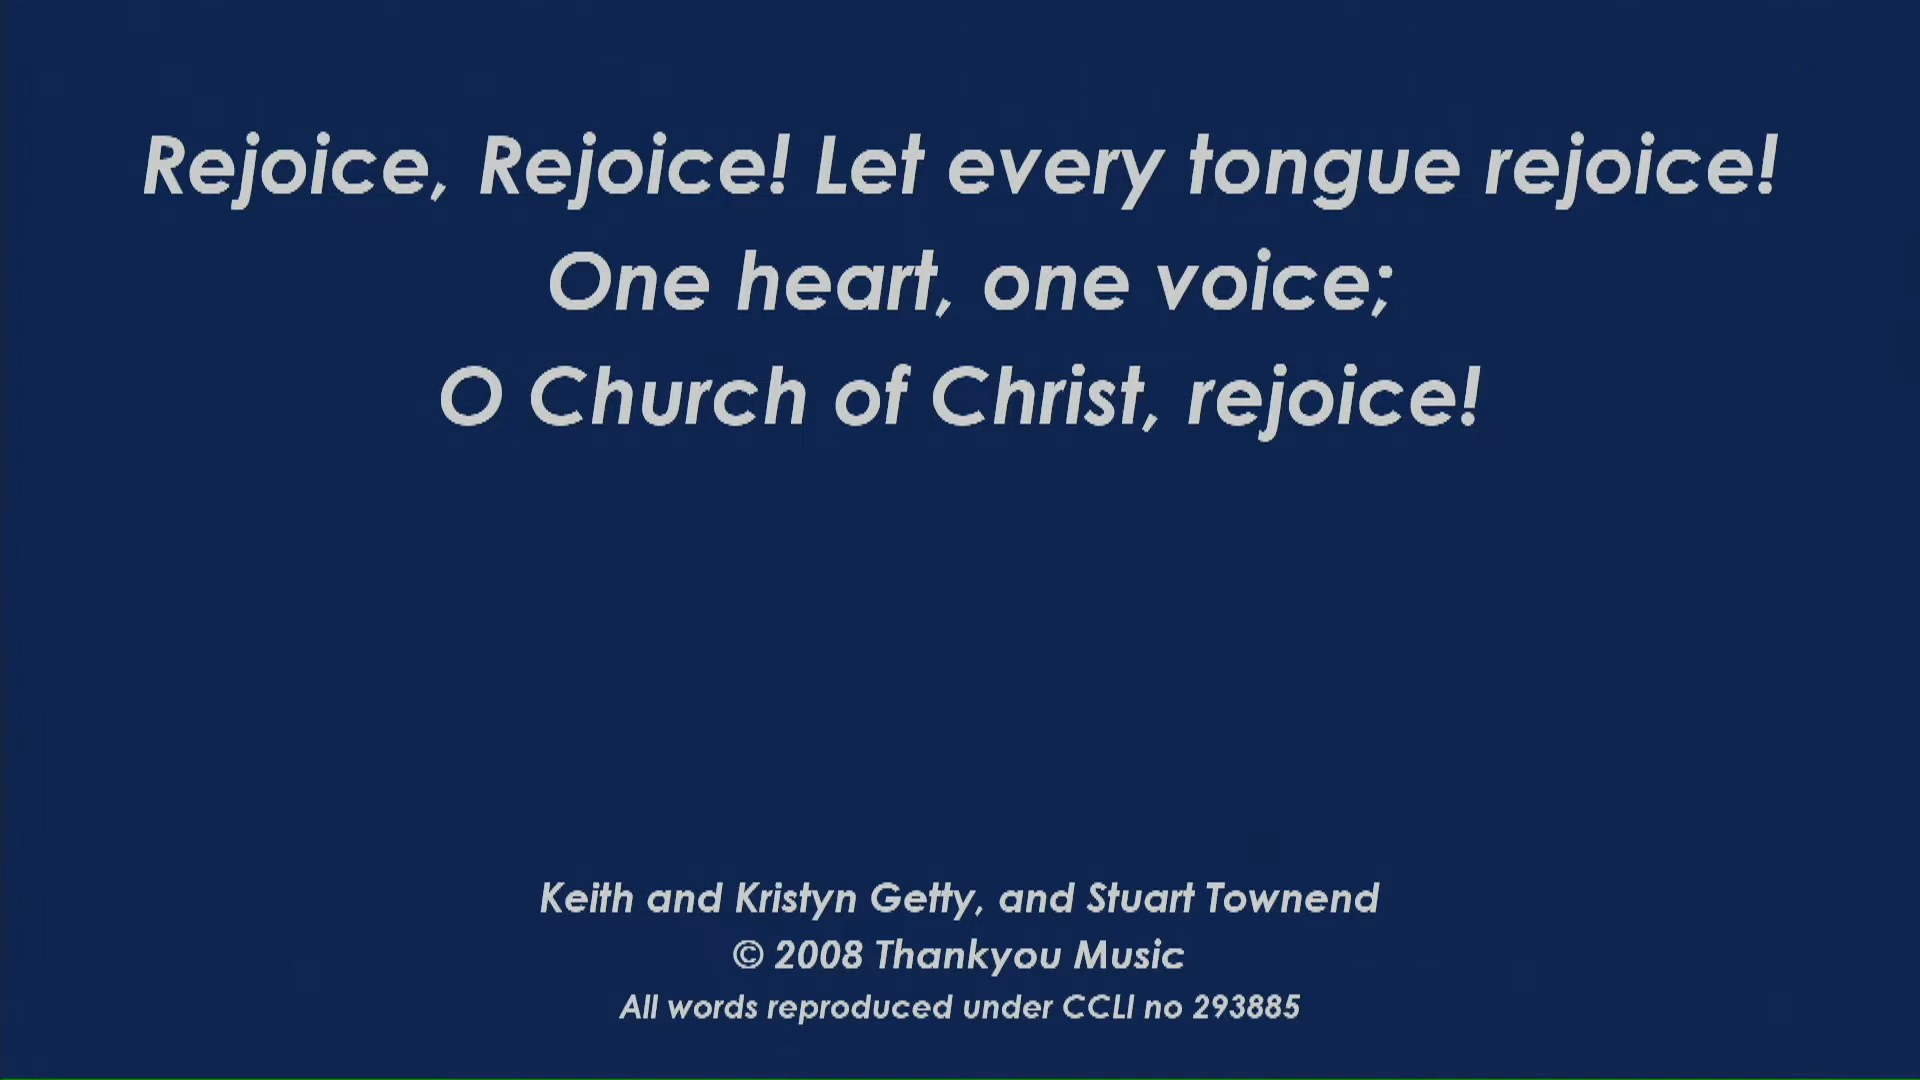 Rejoice, Rejoice! Let every tongue rejoice!
One heart, one voice;
O Church of Christ, rejoice!
Keith and Kristyn Getty, and Stuart Townend
© 2008 Thankyou Music
All words reproduced under CCLI no 293885